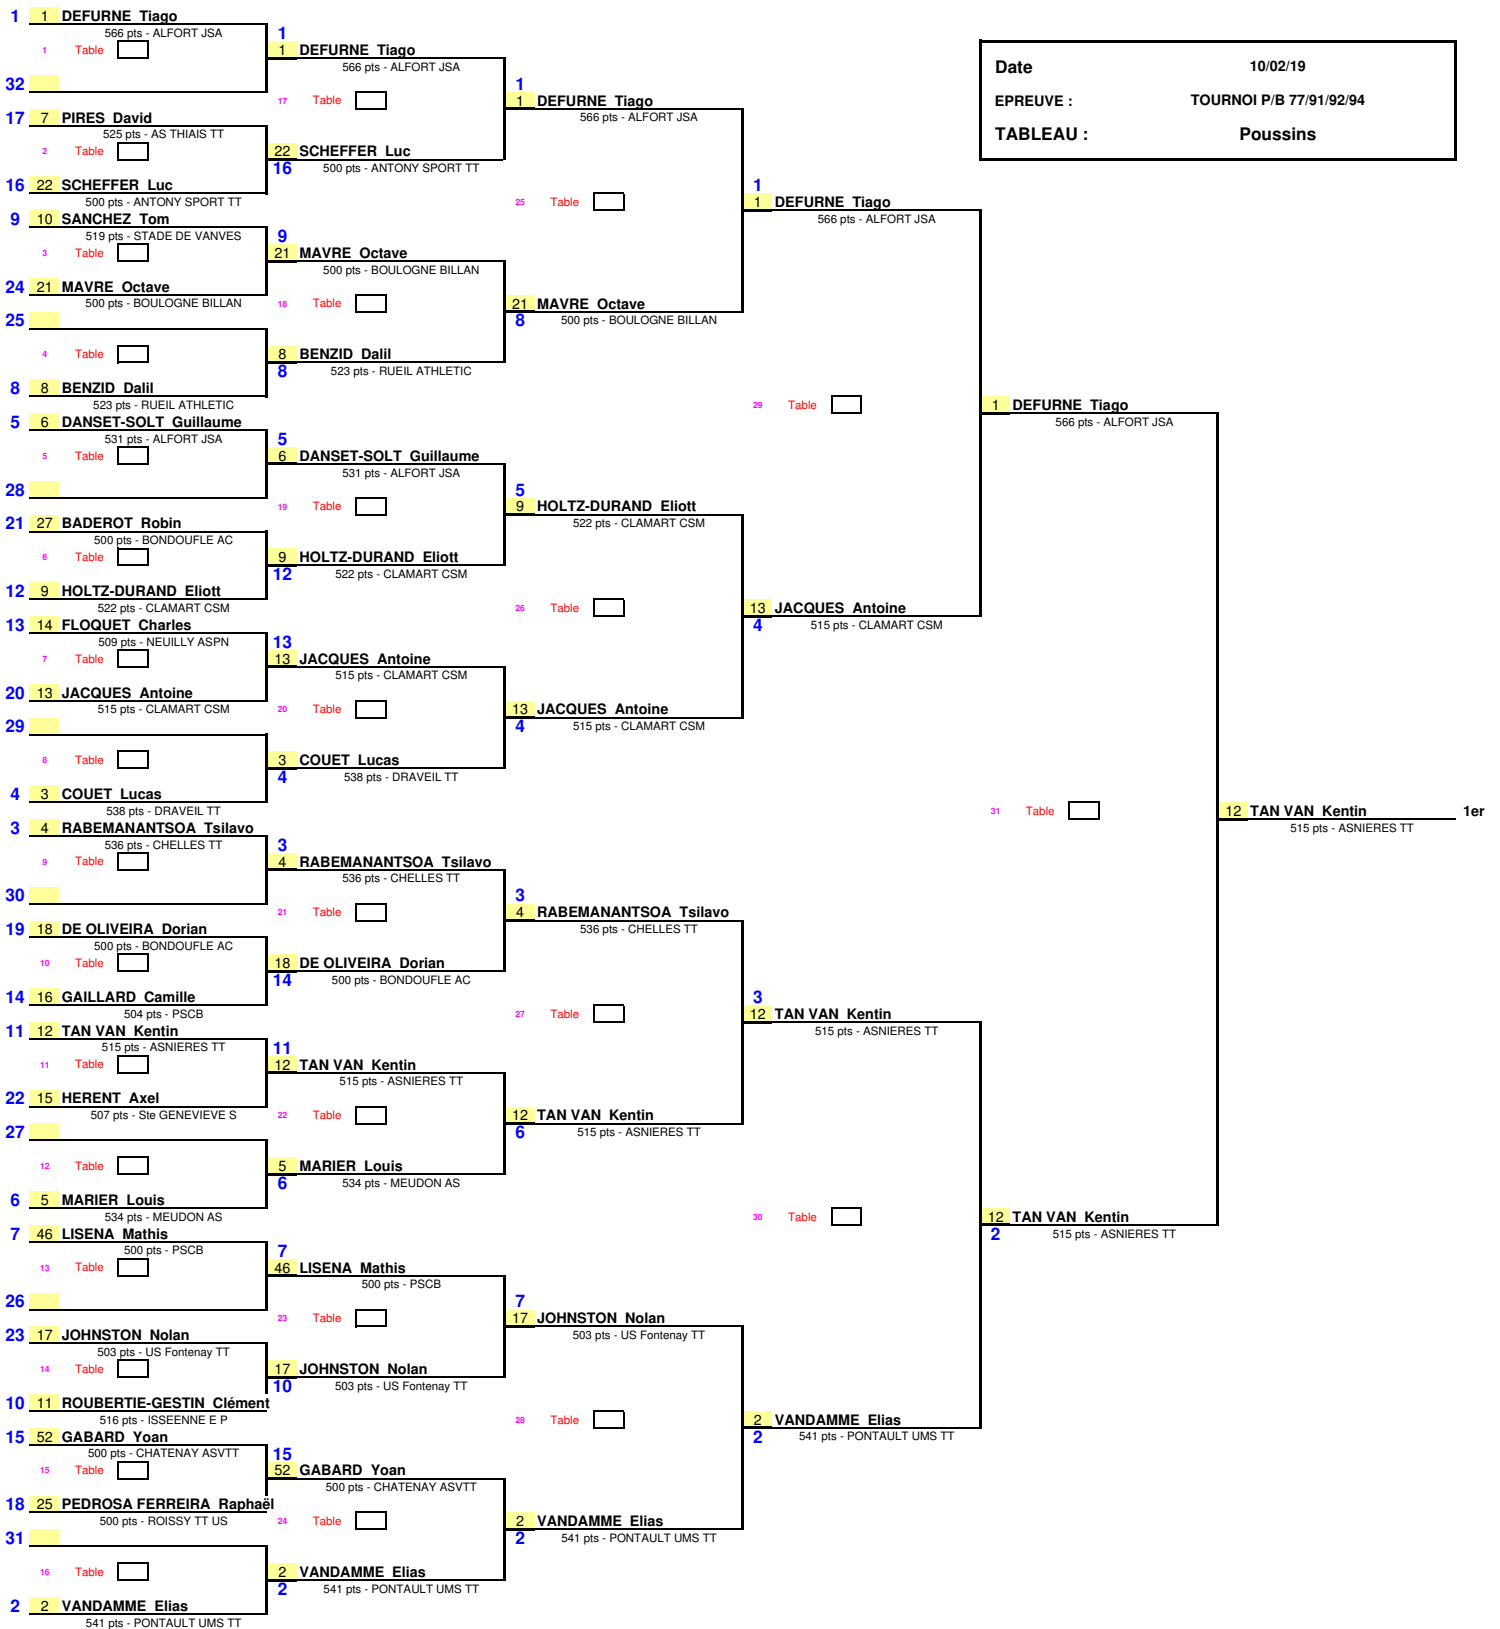 1 1 DEFURNE Tiago
566 pts - ALFORT JSA
1 Table
32
17 7 PIRES David
525 pts - AS THIAIS TT
2 Table
16 22 SCHEFFER Luc
500 pts - ANTONY SPORT TT
9 10 SANCHEZ Tom
519 pts - STADE DE VANVES
3 Table
24 21 MAVRE Octave
500 pts - BOULOGNE BILLAN
25
4 Table
8 8 BENZID Dalil
523 pts - RUEIL ATHLETIC
5 6 DANSET-SOLT Guillaume
531 pts - ALFORT JSA
5 Table
28
21 27 BADEROT Robin
500 pts - BONDOUFLE AC
6 Table
12 9 HOLTZ-DURAND Eliott
522 pts - CLAMART CSM
13 14 FLOQUET Charles
509 pts - NEUILLY ASPN
7 Table
20 13 JACQUES Antoine
515 pts - CLAMART CSM
29
8 Table
4 3 COUET Lucas
538 pts - DRAVEIL TT
3 4 RABEMANANTSOA Tsilavo
536 pts - CHELLES TT
9 Table
30
19 18 DE OLIVEIRA Dorian
500 pts - BONDOUFLE AC
10 Table
14 16 GAILLARD Camille
504 pts - PSCB
11 12 TAN VAN Kentin
515 pts - ASNIERES TT
11 Table
22 15 HERENT Axel
507 pts - Ste GENEVIEVE S
27
12 Table
6 5 MARIER Louis
534 pts - MEUDON AS
7 46 LISENA Mathis
500 pts - PSCB
13 Table
26
23 17 JOHNSTON Nolan
503 pts - US Fontenay TT
14 Table
10 11 ROUBERTIE-GESTIN Clément
516 pts - ISSEENNE E P
15 52 GABARD Yoan
500 pts - CHATENAY ASVTT
15 Table
18 25 PEDROSA FERREIRA Raphaël
500 pts - ROISSY TT US
31
16 Table
2 2 VANDAMME Elias
541 pts - PONTAULT UMS TT
1
1 DEFURNE Tiago
566 pts - ALFORT JSA
17 Table
22 SCHEFFER Luc
16 500 pts - ANTONY SPORT TT
9
21 MAVRE Octave
500 pts - BOULOGNE BILLAN
18 Table
8 BENZID Dalil
8 523 pts - RUEIL ATHLETIC
5
6 DANSET-SOLT Guillaume
531 pts - ALFORT JSA
19 Table
9 HOLTZ-DURAND Eliott
12 522 pts - CLAMART CSM
13
13 JACQUES Antoine
515 pts - CLAMART CSM
20 Table
3 COUET Lucas
4 538 pts - DRAVEIL TT
3
4 RABEMANANTSOA Tsilavo
536 pts - CHELLES TT
21 Table
18 DE OLIVEIRA Dorian
14 500 pts - BONDOUFLE AC
11
12 TAN VAN Kentin
515 pts - ASNIERES TT
22 Table
5 MARIER Louis
6 534 pts - MEUDON AS
7
46 LISENA Mathis
500 pts - PSCB
23 Table
17 JOHNSTON Nolan
10 503 pts - US Fontenay TT
15
52 GABARD Yoan
500 pts - CHATENAY ASVTT
24 Table
2 VANDAMME Elias
2 541 pts - PONTAULT UMS TT
1
1 DEFURNE Tiago
566 pts - ALFORT JSA
25 Table
21 MAVRE Octave
8 500 pts - BOULOGNE BILLAN
5
9 HOLTZ-DURAND Eliott
522 pts - CLAMART CSM
26 Table
13 JACQUES Antoine
4 515 pts - CLAMART CSM
3
4 RABEMANANTSOA Tsilavo
536 pts - CHELLES TT
27 Table
12 TAN VAN Kentin
6 515 pts - ASNIERES TT
7
17 JOHNSTON Nolan
503 pts - US Fontenay TT
28 Table
2 VANDAMME Elias
2 541 pts - PONTAULT UMS TT
1
1 DEFURNE Tiago
566 pts - ALFORT JSA
29 Table
13 JACQUES Antoine
4 515 pts - CLAMART CSM
3
12 TAN VAN Kentin
515 pts - ASNIERES TT
30 Table
2 VANDAMME Elias
2 541 pts - PONTAULT UMS TT
Date 10/02/19
EPREUVE : TOURNOI P/B 77/91/92/94
TABLEAU : Poussins
1 DEFURNE Tiago
566 pts - ALFORT JSA
31 Table
12 TAN VAN Kentin
2 515 pts - ASNIERES TT
12 TAN VAN Kentin 1er
515 pts - ASNIERES TT